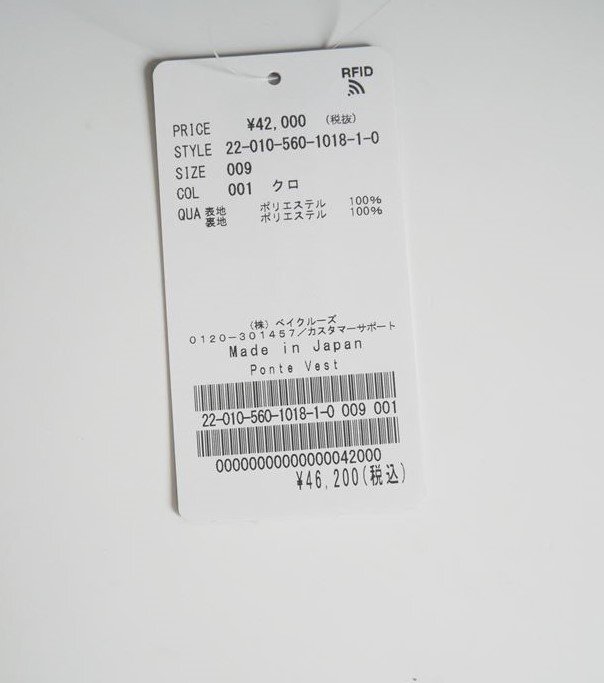 RFID
PRICE ¥42,000 (税抜)
STYLE 22-010-560-1018-1-0
SIZE 009
COL 001 クロ
QUA 表地 ポリエステル 100%
裏地 ポリエステル 100%
(株) ベイクルーズ
0120-301457/カスタマーサポート
Made in Japan
Ponte Vest
22-010-560-1018-1-0 009 001
00000000000000042000
¥46,200(税込)